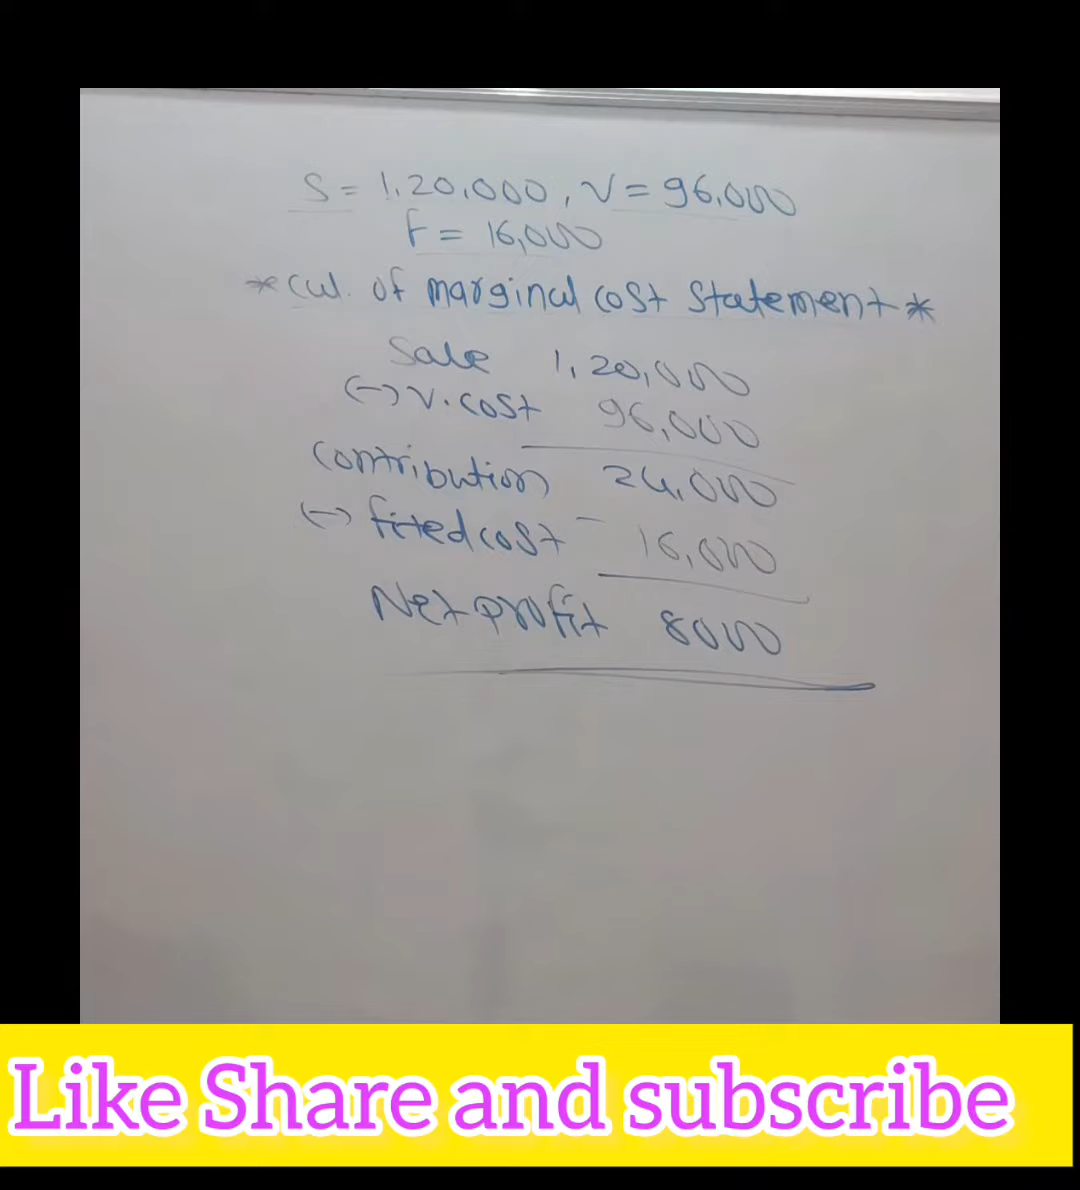 S = 1,20,000, V = 96,000
F = 16,000
* Cal. of marginal cost statement *
Sale 1,20,000
(-) V. cost 96,000
Contribution 24,000
(-) fixed cost - 16,000
Net profit 8000
Like Share and subscribe